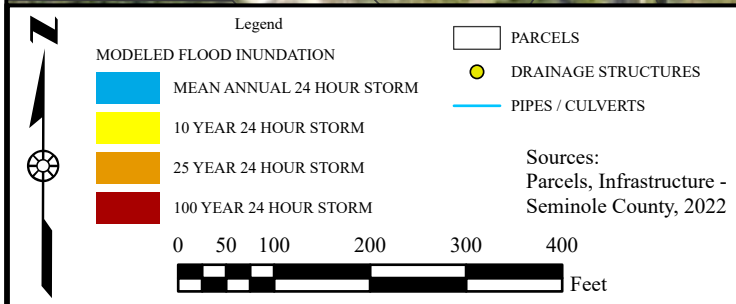 N
Legend
MODELED FLOOD INUNDATION
MEAN ANNUAL 24 HOUR STORM
10 YEAR 24 HOUR STORM
25 YEAR 24 HOUR STORM
100 YEAR 24 HOUR STORM
PARCELS
DRAINAGE STRUCTURES
PIPES / CULVERTS
Sources:
Parcels, Infrastructure -
Seminole County, 2022
0 50 100 200 300 400
Feet